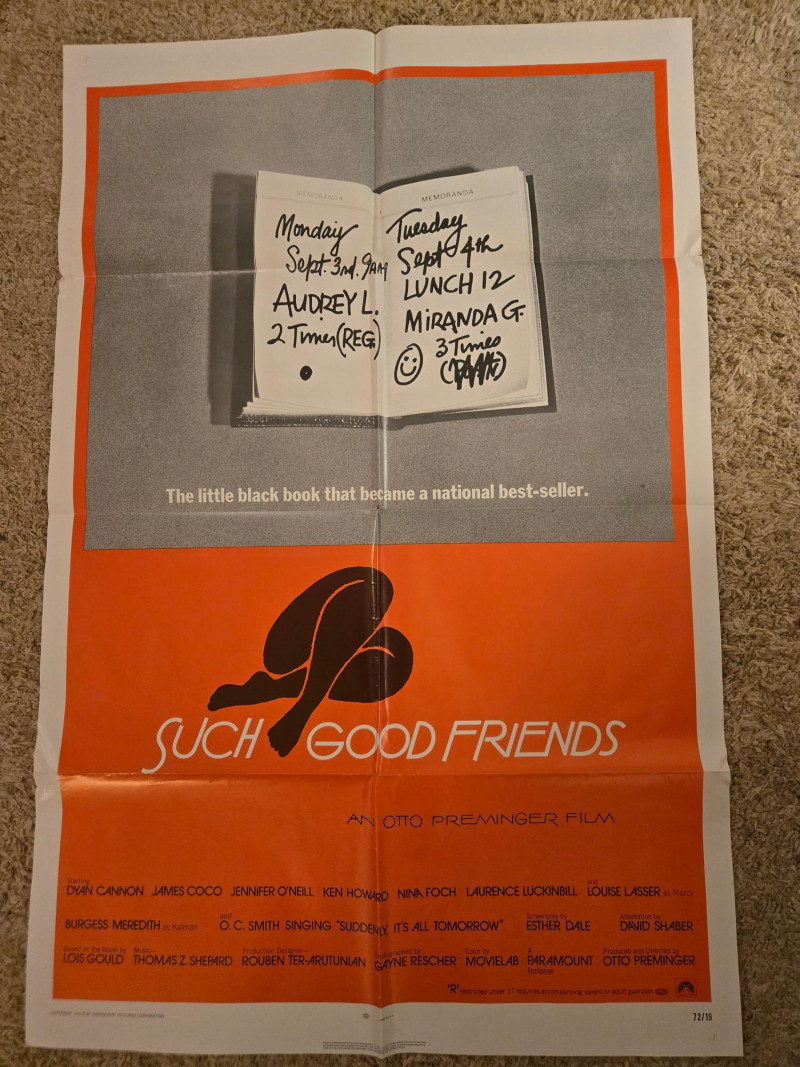 MEMORANDA
Monday
Sept. 3rd. 9AM
AUDREY L.
2 Times (REG.)
MEMORANDA
Tuesday
Sept 4th
LUNCH 12
MIRANDA G.
3 Times
The little black book that became a national best-seller.
SUCH GOOD FRIENDS
AN OTTO PREMINGER FILM
Starring and
DYAN CANNON JAMES COCO JENNIFER O'NEILL KEN HOWARD NINA FOCH LAURENCE LUCKINBILL LOUISE LASSER as Marcy
and Screenplay by Adaptation by
BURGESS MEREDITH as Kalman O. C. SMITH SINGING "SUDDENLY, IT'S ALL TOMORROW" ESTHER DALE DAVID SHABER
Based on the Novel by Music Production Designer Photographed by Color by A Produced and Directed by
LOIS GOULD THOMAS Z. SHEPARD ROUBEN TER-ARUTUNIAN GAYNE RESCHER MOVIELAB PARAMOUNT OTTO PREMINGER
Release
"R" restricted under 17 requires accompanying parent or adult guardian
72/19